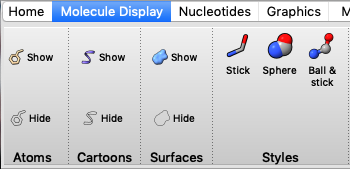 Home Molecule Display Nucleotides Graphics M
Show Show Show Stick Sphere Ball &
stick
Hide Hide Hide
Atoms Cartoons Surfaces Styles